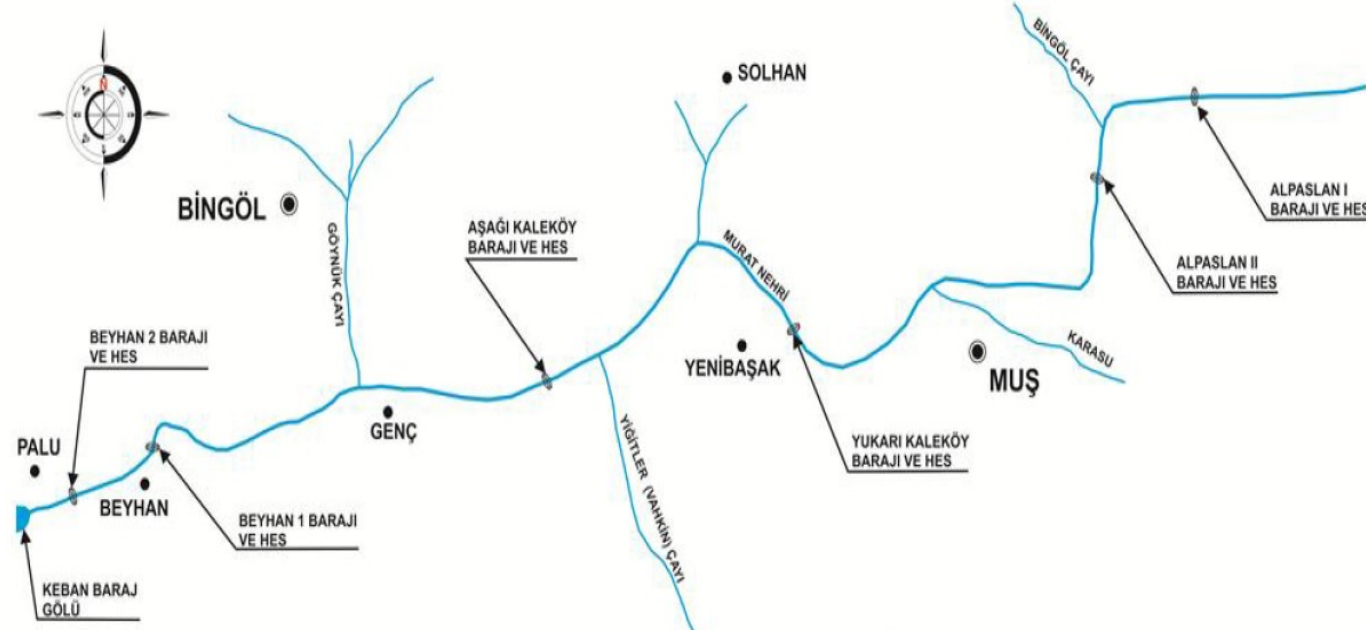 SOLHAN
BİNGÖL ÇAYI
N
BİNGÖL
GÖYNÜK ÇAYI
AŞAĞI KALEKÖY
BARAJI VE HES
MURAT NEHRİ
ALPASLAN I
BARAJI VE HES
ALPASLAN II
BARAJI VE HES
BEYHAN 2 BARAJI
VE HES
YENİBAŞAK
KARASU
MUŞ
GENÇ
PALU
YİĞİTLER (VAHKİN) ÇAYI
YUKARI KALEKÖY
BARAJI VE HES
BEYHAN
BEYHAN 1 BARAJI
VE HES
KEBAN BARAJ
GÖLÜ